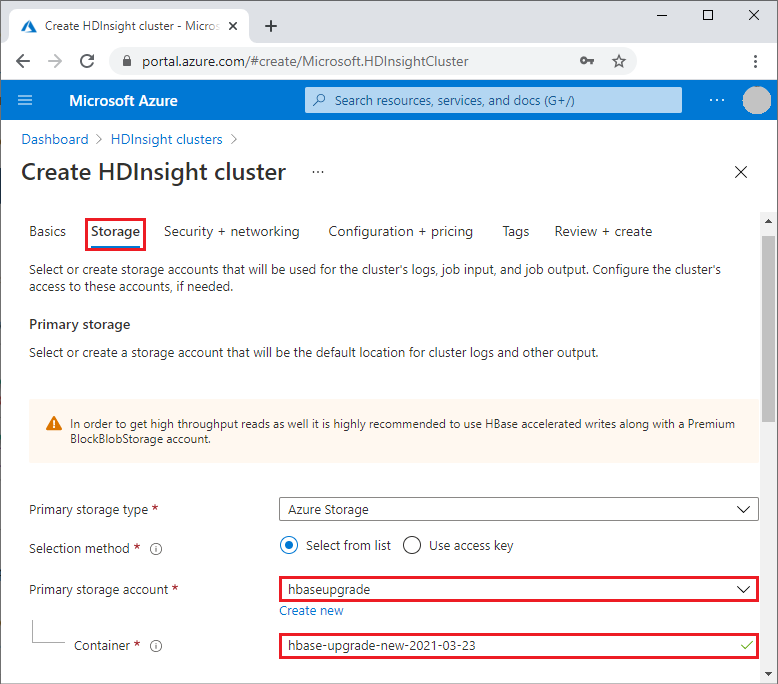 Create HDInsight cluster - Micros
portal.azure.com/#create/Microsoft.HDInsightCluster
Microsoft Azure
Search resources, services, and docs (G+/)
Dashboard > HDInsight clusters >
Create HDInsight cluster ...
Basics Storage Security + networking Configuration + pricing Tags Review + create
Select or create storage accounts that will be used for the cluster's logs, job input, and job output. Configure the cluster's
access to these accounts, if needed.
Primary storage
Select or create a storage account that will be the default location for cluster logs and other output.
In order to get high throughput reads as well it is highly recommended to use HBase accelerated writes along with a Premium
BlockBlobStorage account.
Primary storage type * Azure Storage
Selection method * Select from list Use access key
Primary storage account * hbaseupgrade
Create new
Container * hbase-upgrade-new-2021-03-23